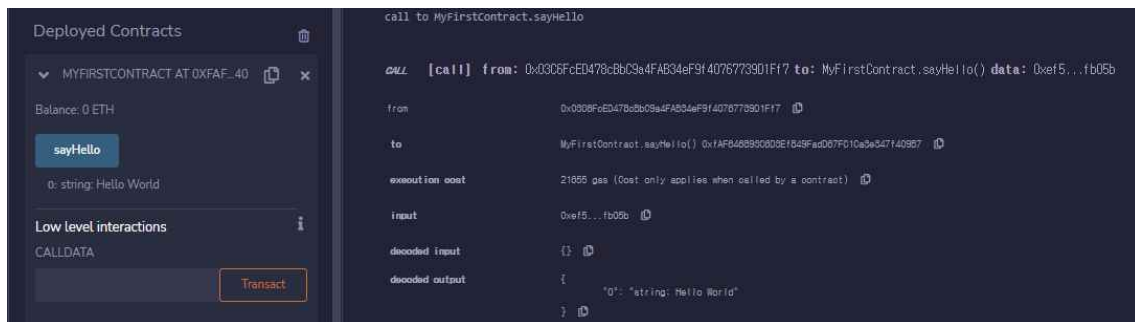 Deployed Contracts
MYFIRSTCONTRACT AT 0XFAF...40
Balance: 0 ETH
sayHello
0: string: Hello World
Low level interactions
i
CALLDATA
Transact
call to MyFirstContract.sayHello
CALL [call] from: 0x03C6FcED478cBbC9a4FAB34eF9f40767739D1Ff7 to: MyFirstContract.sayHello() data: 0xef5...fb05b
from 0x03C6FcED478cBbC9a4FAB34eF9f40767739D1Ff7
to MyFirstContract.sayHello()
execution cost 21655 gas (Cost only applies when called by a contract)
input 0xef5...fb05b
decoded input {}
decoded output {
"0": "string: Hello World"
}